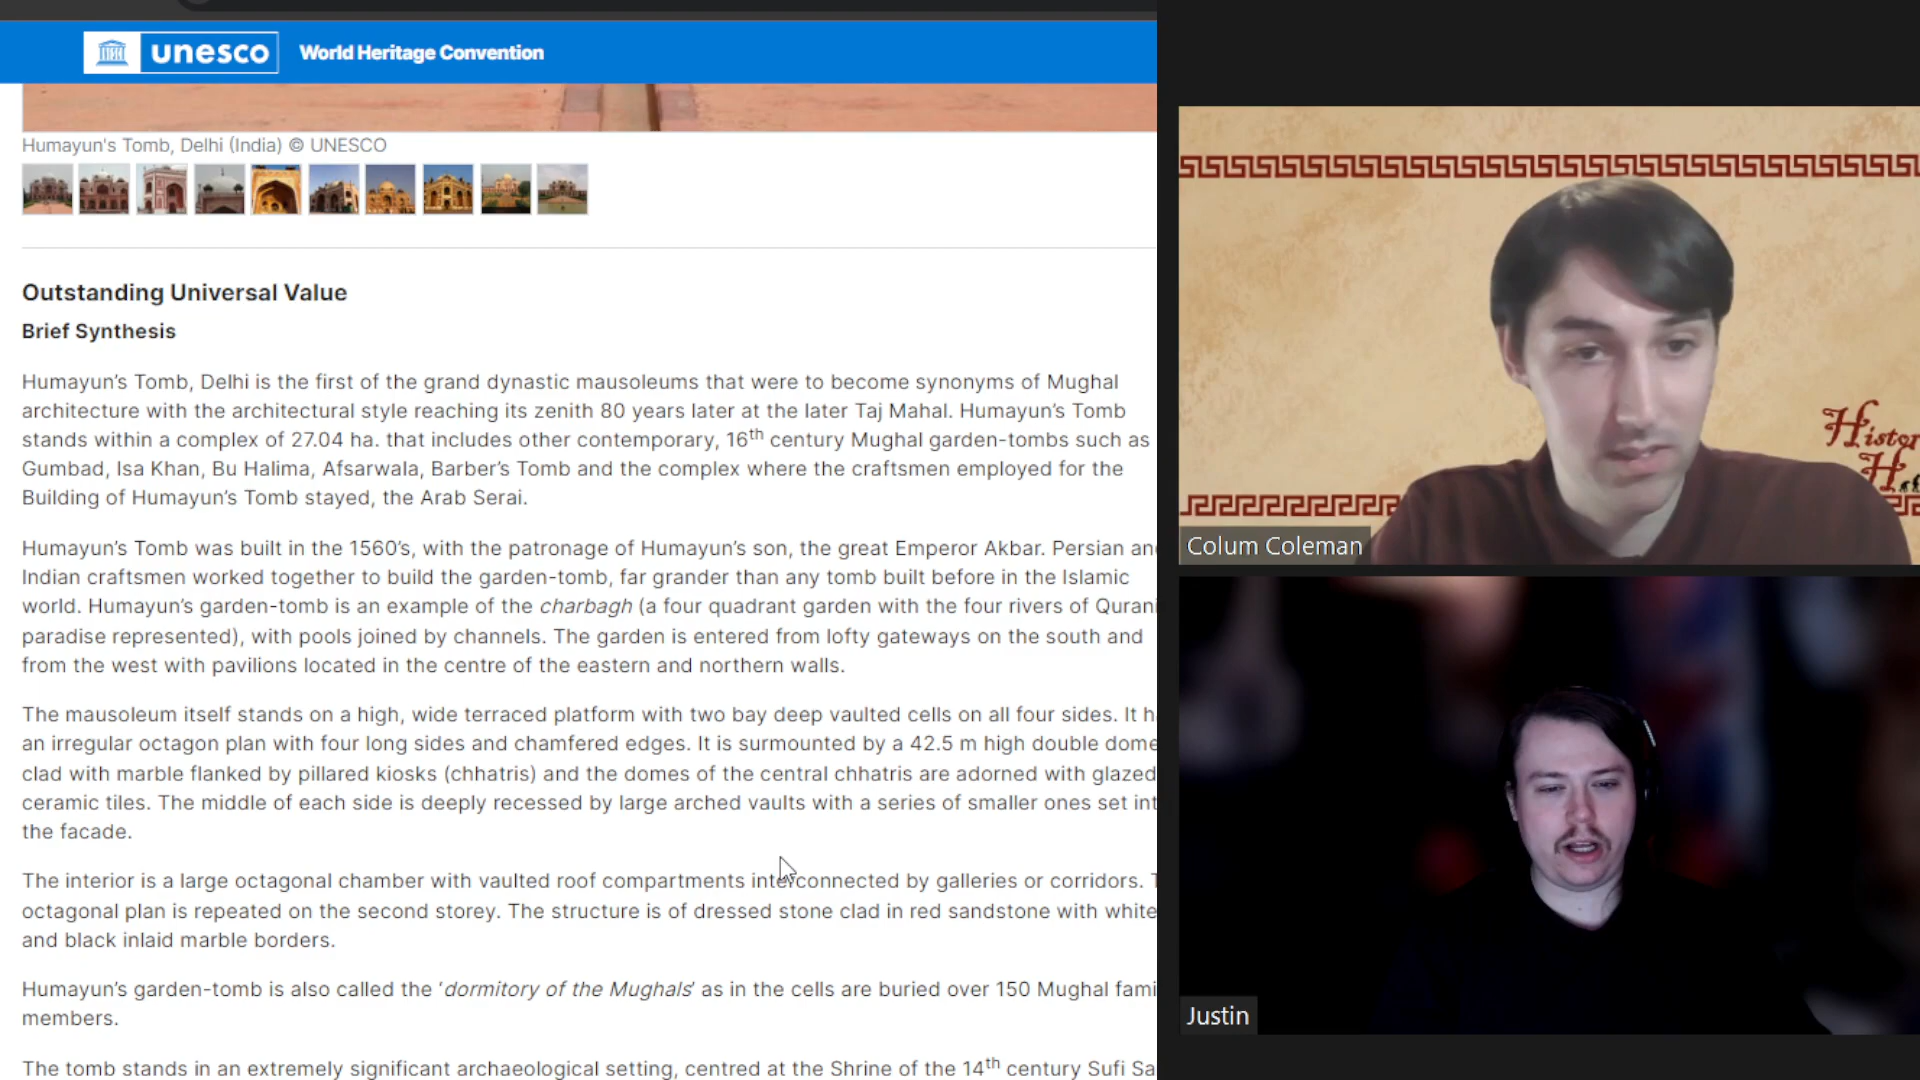 unesco World Heritage Convention
Humayun's Tomb, Delhi (India) © UNESCO
Outstanding Universal Value
Brief Synthesis
Humayun's Tomb, Delhi is the first of the grand dynastic mausoleums that were to become synonyms of Mughal
architecture with the architectural style reaching its zenith 80 years later at the later Taj Mahal. Humayun's Tomb
stands within a complex of 27.04 ha. that includes other contemporary, 16th century Mughal garden-tombs such as
Gumbad, Isa Khan, Bu Halima, Afsarwala, Barber's Tomb and the complex where the craftsmen employed for the
Building of Humayun's Tomb stayed, the Arab Serai.
Humayun's Tomb was built in the 1560's, with the patronage of Humayun's son, the great Emperor Akbar. Persian an
Indian craftsmen worked together to build the garden-tomb, far grander than any tomb built before in the Islamic
world. Humayun's garden-tomb is an example of the charbagh (a four quadrant garden with the four rivers of Qurani
paradise represented), with pools joined by channels. The garden is entered from lofty gateways on the south and
from the west with pavilions located in the centre of the eastern and northern walls.
The mausoleum itself stands on a high, wide terraced platform with two bay deep vaulted cells on all four sides. It h
an irregular octagon plan with four long sides and chamfered edges. It is surmounted by a 42.5 m high double dome
clad with marble flanked by pillared kiosks (chhatris) and the domes of the central chhatris are adorned with glazed
ceramic tiles. The middle of each side is deeply recessed by large arched vaults with a series of smaller ones set int
the facade.
The interior is a large octagonal chamber with vaulted roof compartments interconnected by galleries or corridors. T
octagonal plan is repeated on the second storey. The structure is of dressed stone clad in red sandstone with white
and black inlaid marble borders.
Humayun's garden-tomb is also called the 'dormitory of the Mughals' as in the cells are buried over 150 Mughal fami
members.
The tomb stands in an extremely significant archaeological setting, centred at the Shrine of the 14th century Sufi Sa
Histor
H
Colum Coleman
Justin